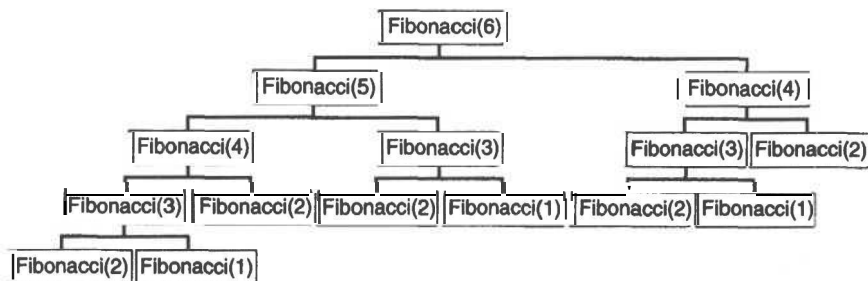 Fibonacci(6)
Fibonacci(5) Fibonacci(4)
Fibonacci(4) Fibonacci(3) Fibonacci(3) Fibonacci(2)
Fibonacci(3) Fibonacci(2) Fibonacci(2) Fibonacci(1) Fibonacci(2) Fibonacci(1)
Fibonacci(2) Fibonacci(1)